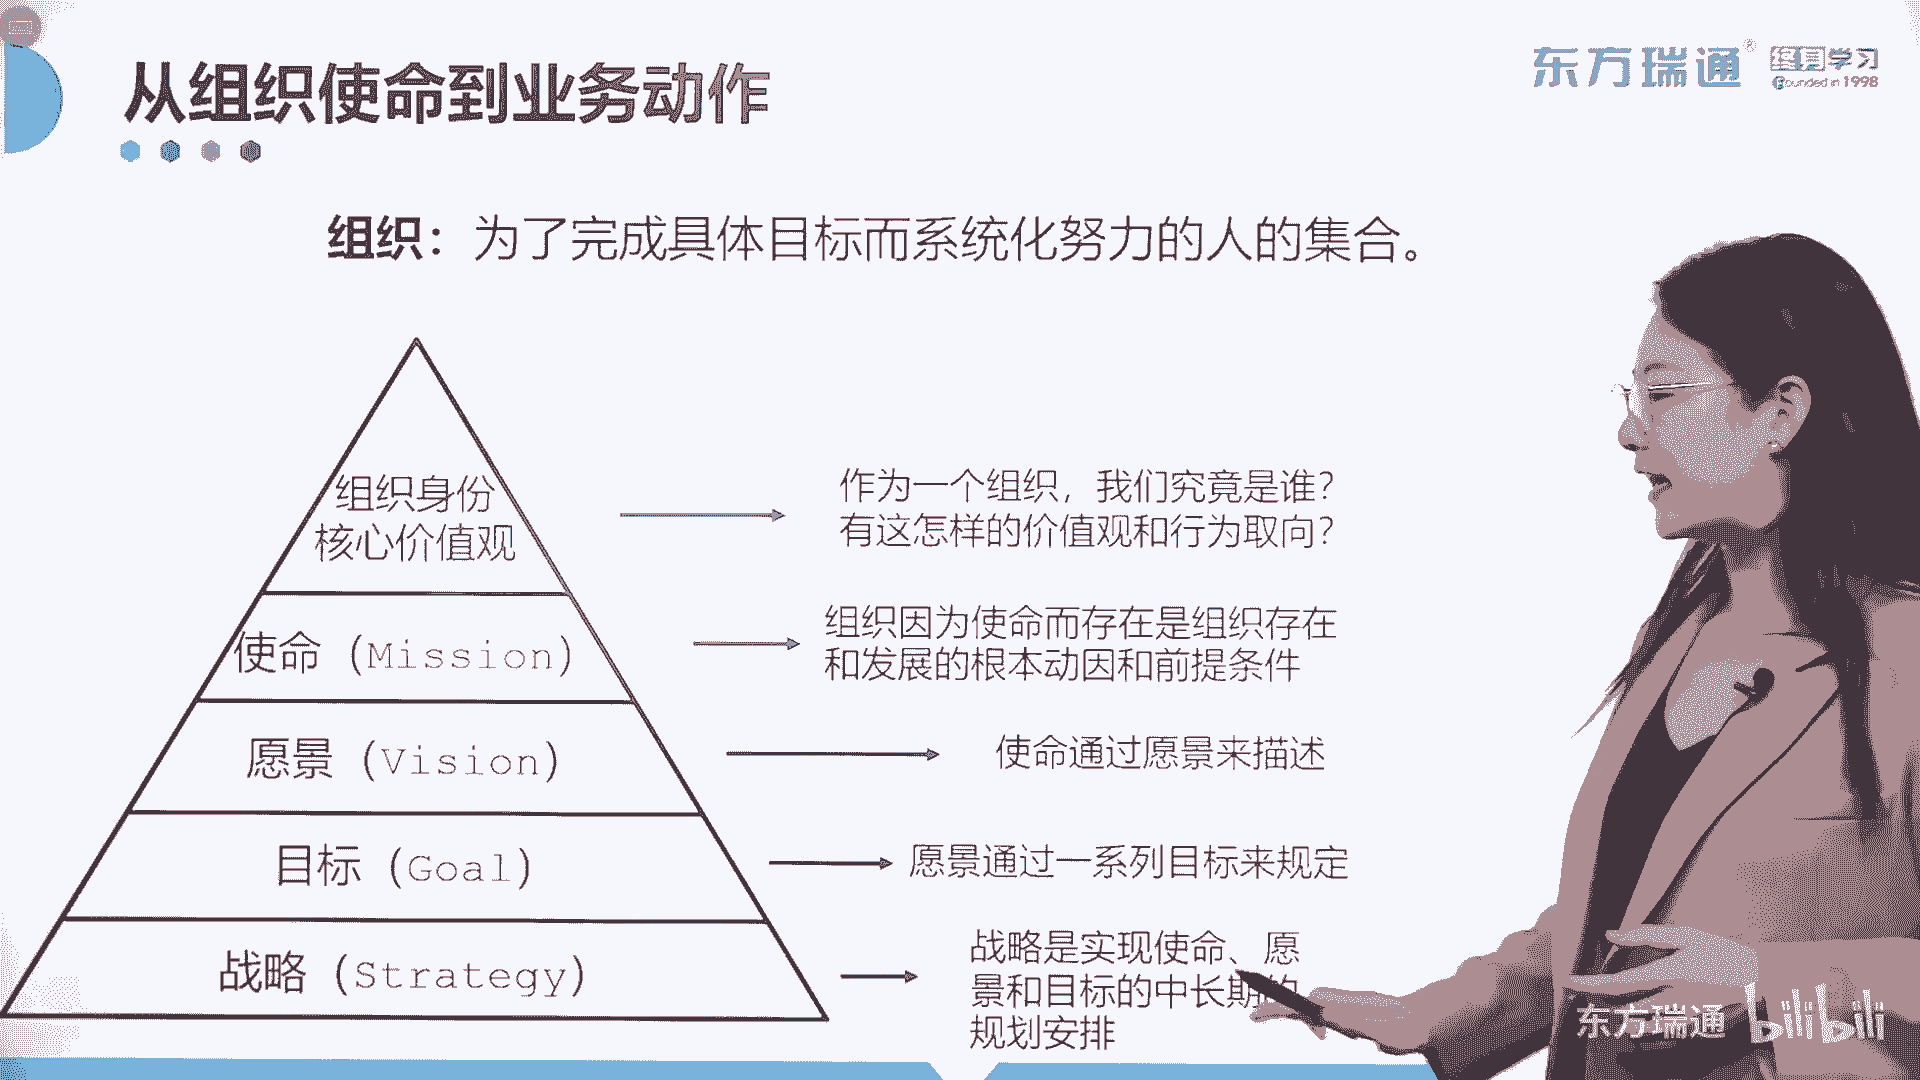 从组织使命到业务动作
东方瑞通®
终身学习
Founded in 1998
组织：为了完成具体目标而系统化努力的人的集合。
组织身份
核心价值观
作为一个组织，我们究竟是谁？
有这怎样的价值观和行为取向？
使命（Mission）
组织因为使命而存在是组织存在
和发展的根本动因和前提条件
愿景（Vision）
使命通过愿景来描述
目标（Goal）
愿景通过一系列目标来规定
战略（Strategy）
战略是实现使命、愿
景和目标的中长期的
规划安排
东方瑞通 bilibili